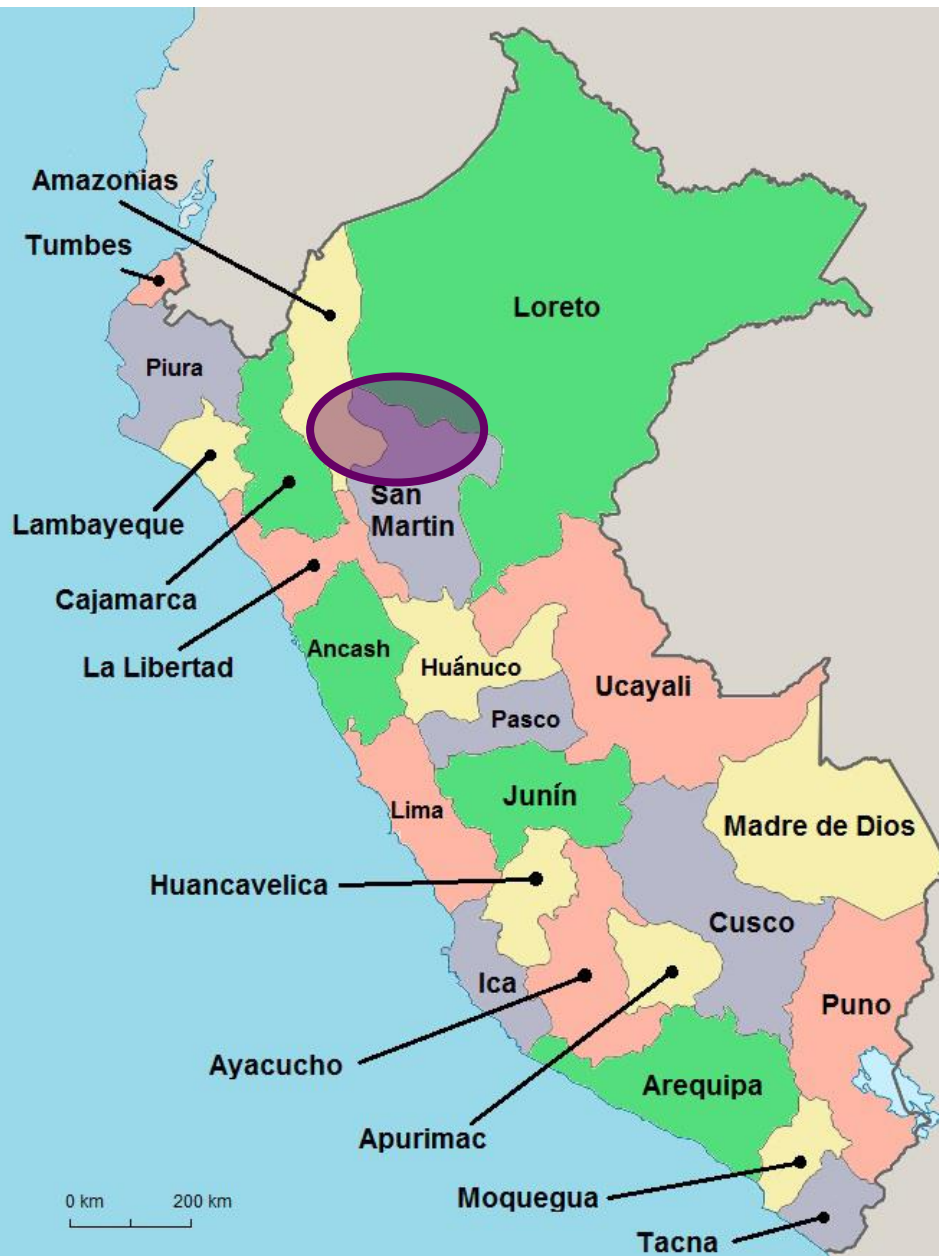 Amazonias
Tumbes
Loreto
Piura
Lambayeque
San
Martin
Cajamarca
La Libertad
Ancash
Huánuco
Ucayali
Pasco
Junín
Lima
Madre de Dios
Huancavelica
Cusco
Ica
Puno
Ayacucho
Arequipa
Apurimac
Moquegua
0 km 200 km
Tacna